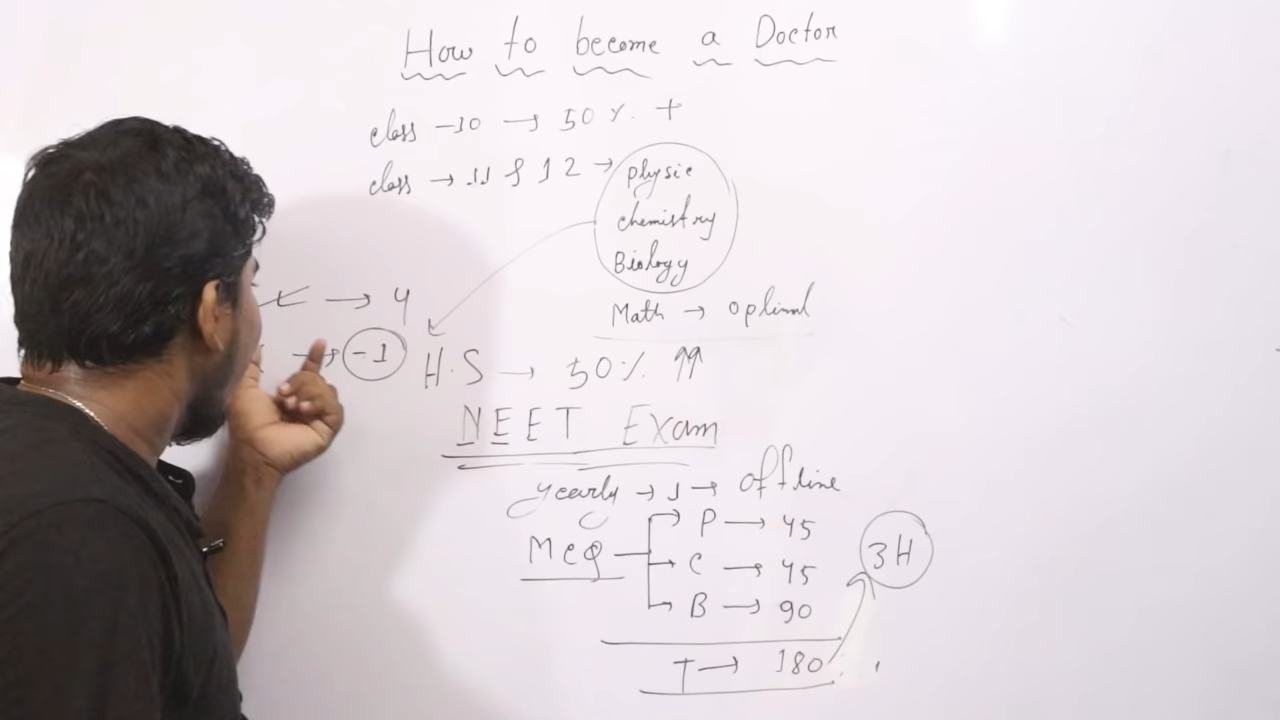 How to become a Doctor
class - 10 → 50 %. +
class → 11 & 12 → physic
chemistry
Biology
Math → optinal
→ 4
→ -1
H.S → 50 % ⇈
NEET Exam
yearly → 1 → offline
MCQ → P → 45
→ C → 45
→ B → 90
T → 180
3H